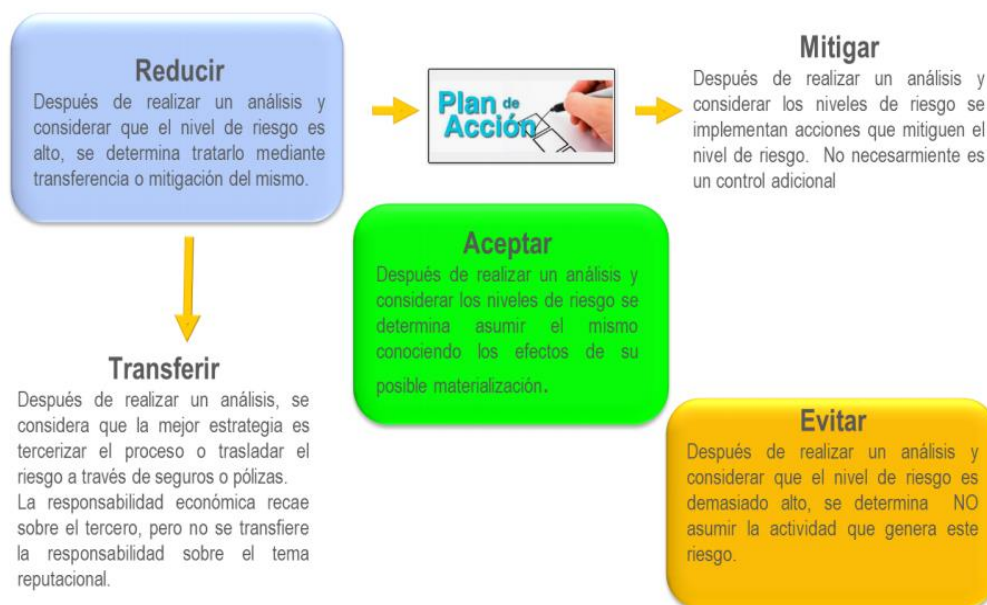 Reducir
Después de realizar un análisis y
considerar que el nivel de riesgo es
alto, se determina tratarlo mediante
transferencia o mitigación del mismo.
Plan de
Acción
Mitigar
Después de realizar un análisis y
considerar los niveles de riesgo se
implementan acciones que mitiguen el
nivel de riesgo. No necesarmiente es
un control adicional
Aceptar
Después de realizar un análisis y
considerar los niveles de riesgo se
determina asumir el mismo
conociendo los efectos de su
posible materialización.
Transferir
Después de realizar un análisis, se
considera que la mejor estrategia es
tercerizar el proceso o trasladar el
riesgo a través de seguros o pólizas.
La responsabilidad económica recae
sobre el tercero, pero no se transfiere
la responsabilidad sobre el tema
reputacional.
Evitar
Después de realizar un análisis y
considerar que el nivel de riesgo es
demasiado alto, se determina NO
asumir la actividad que genera este
riesgo.